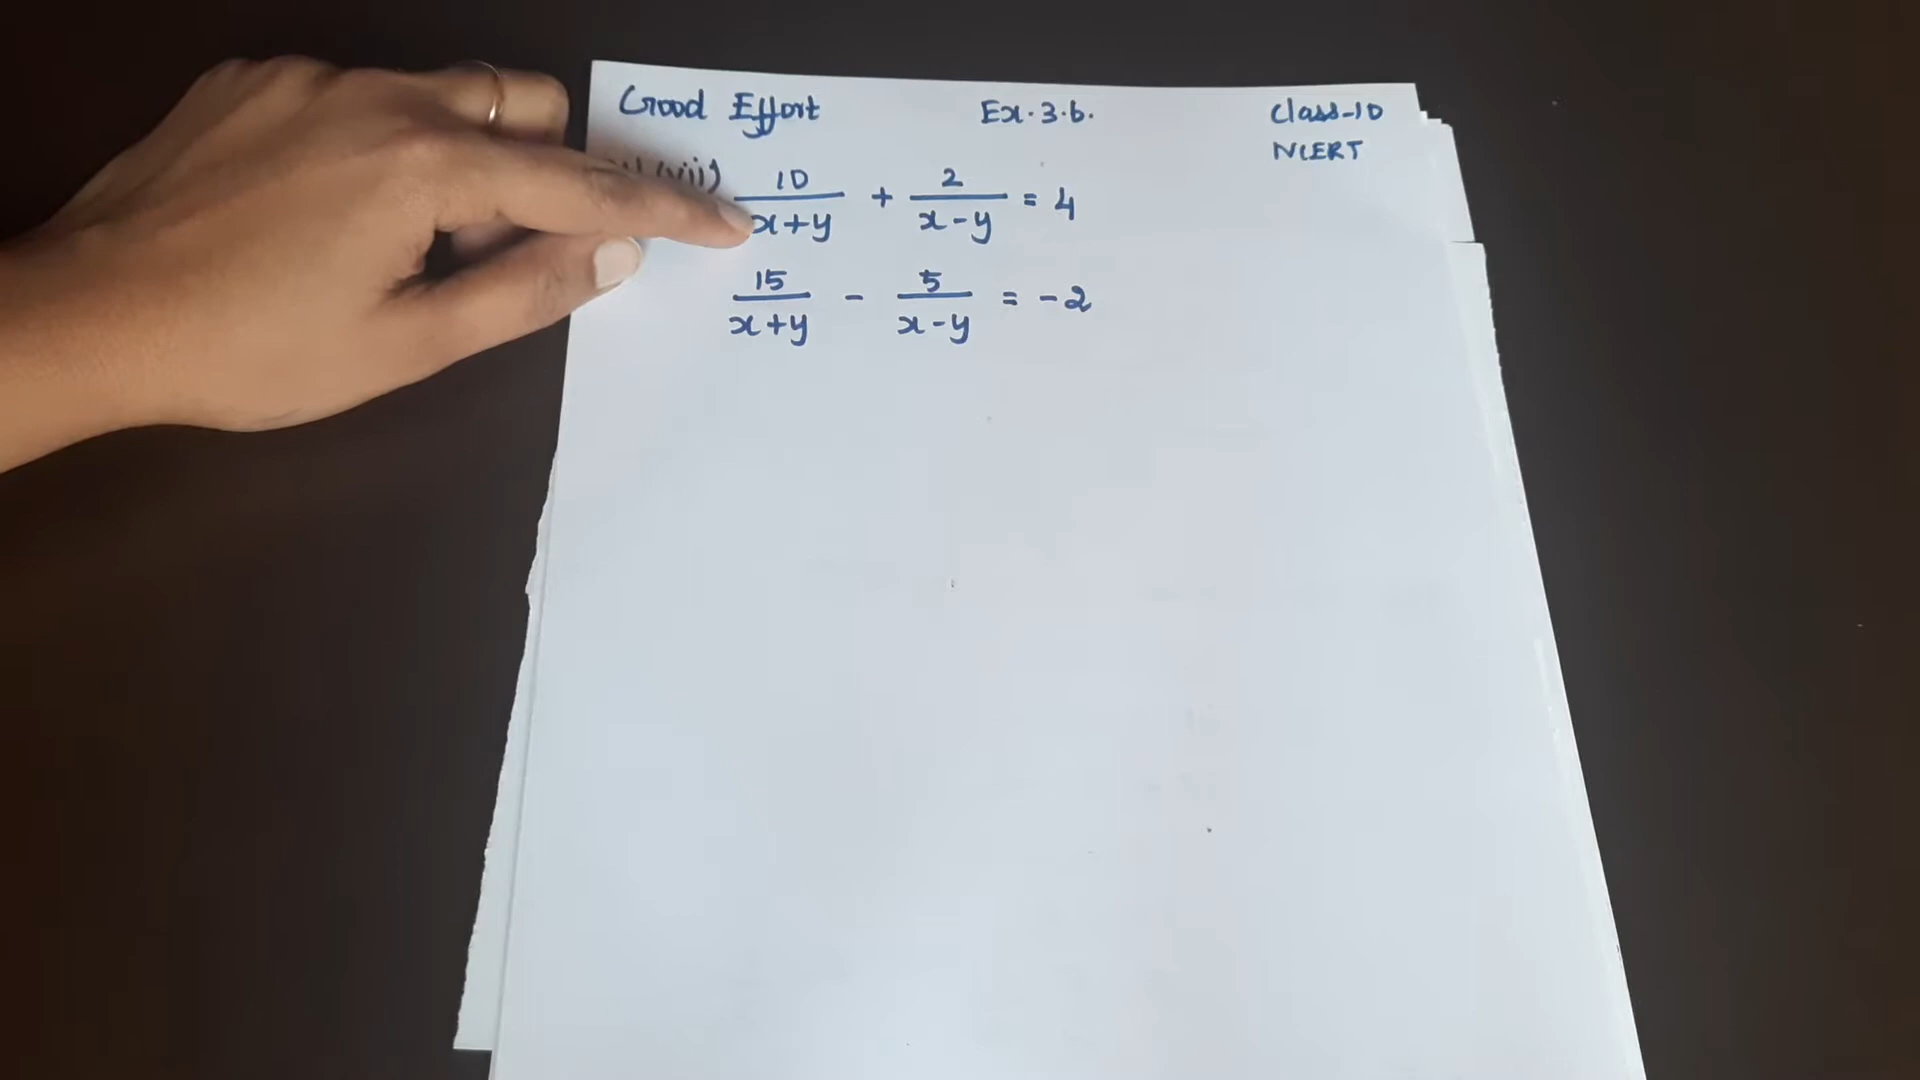 Good Effort Ex.3.6. Class-10
NCERT
(vii) 10/(x+y) + 2/(x-y) = 4
15/(x+y) - 5/(x-y) = -2